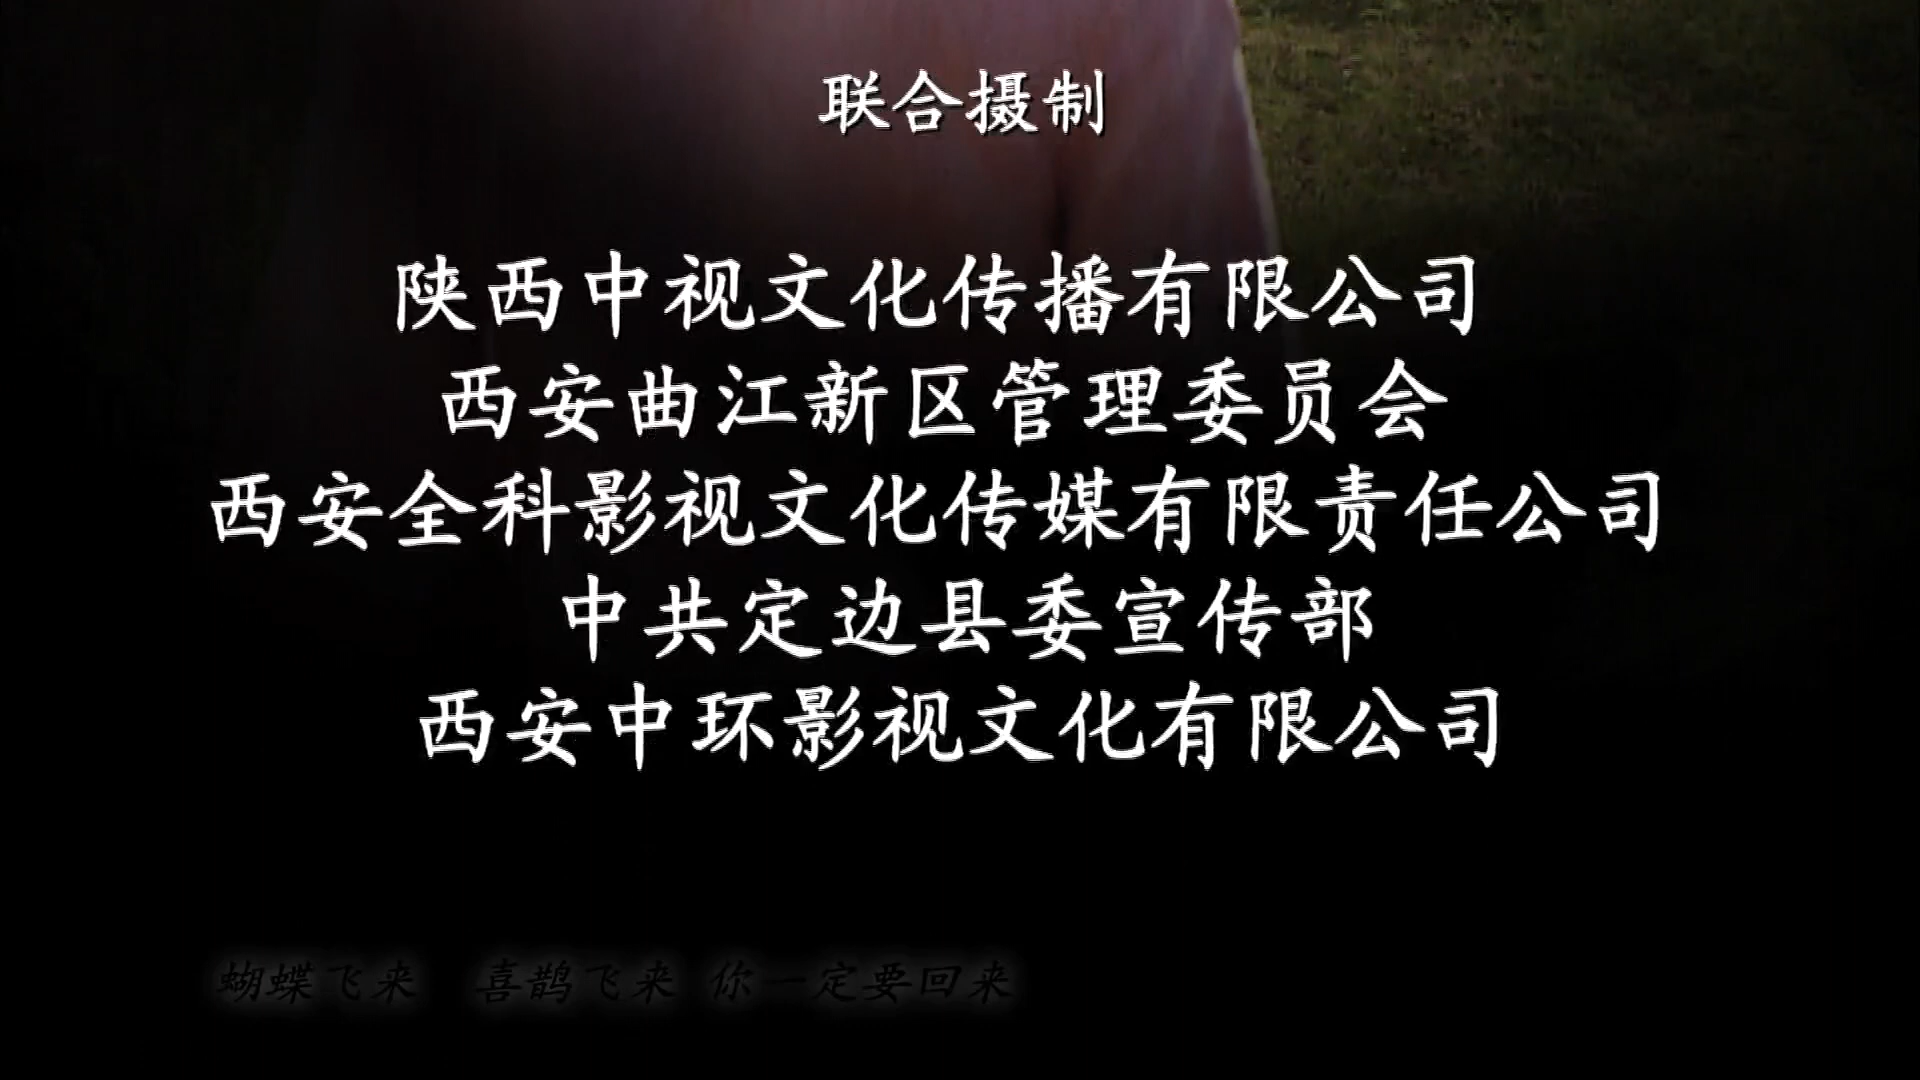 联合摄制
陕西中视文化传播有限公司
西安曲江新区管理委员会
西安全科影视文化传媒有限责任公司
中共定边县委宣传部
西安中环影视文化有限公司
蝴蝶飞来 喜鹊飞来 你一定要回来